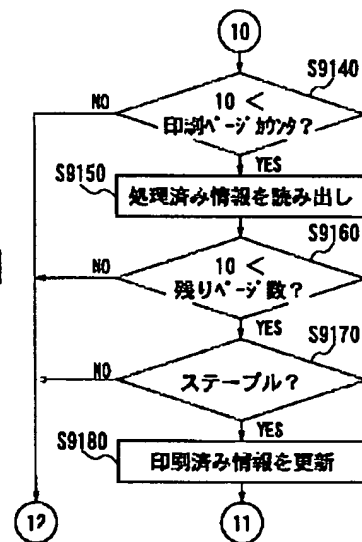 10
S9140
NO
10 <
印刷ページカウンタ?
YES
S9150
処理済み情報を読み出し
S9160
NO
10 <
残りページ数?
YES
S9170
NO
ステープル?
YES
S9180
印刷済み情報を更新
12
11